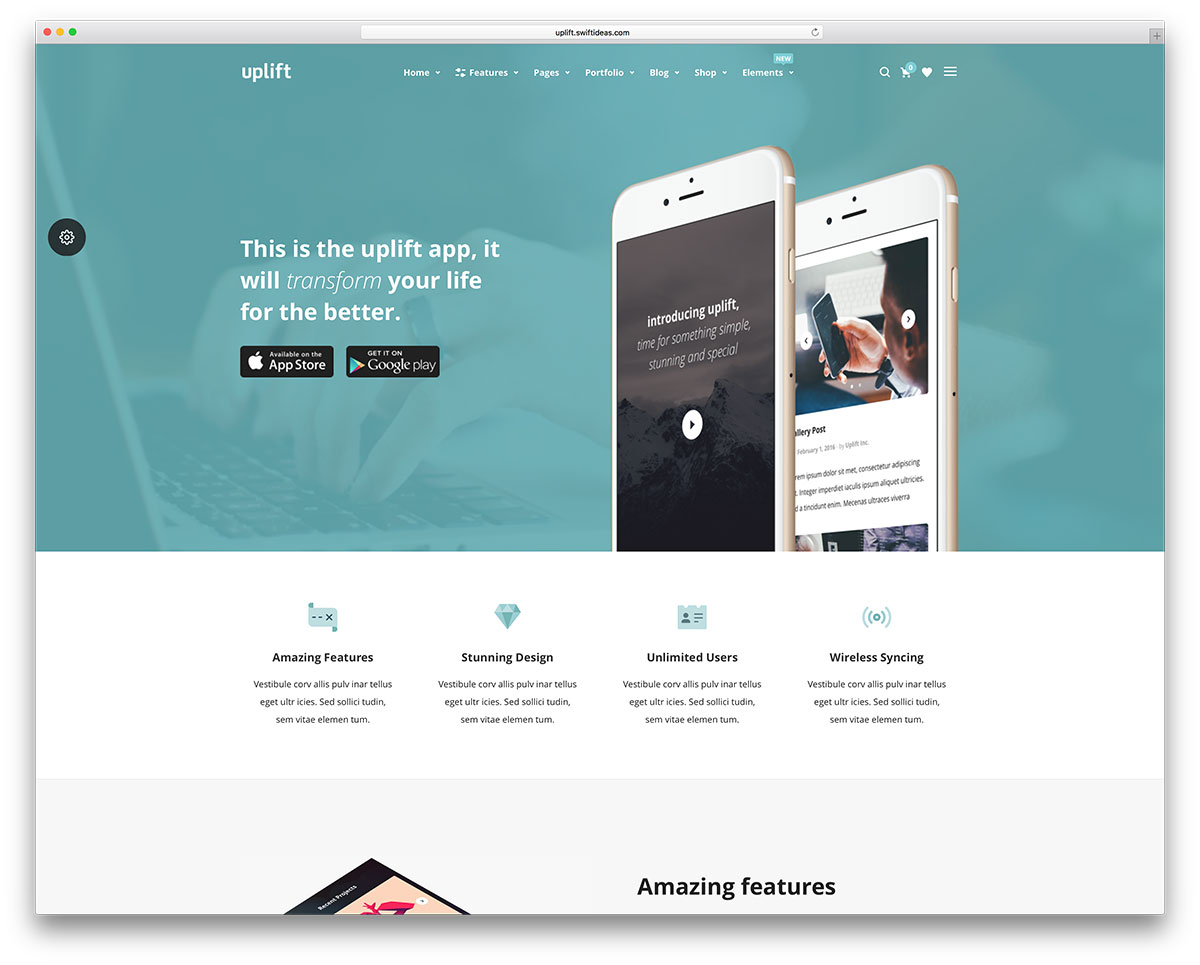 uplift.swiftideas.com
uplift
Home
Features
Pages
Portfolio
Blog
Shop
Elements
NEW
0
This is the uplift app, it
will transform your life
for the better.
Available on the
App Store
GET IT ON
Google play
introducing uplift,
time for something simple,
stunning and special
allery Post
February 1, 2016 - by Uplift Inc.
rem ipsum dolor sit met, consectetur adipiscing
. Integer imperdiet iaculis ipsum aliquet ultricies.
d a tincidunt enim. Mecenas ultraces viverra
Amazing Features
Vestibule corv allis pulv inar tellus
eget ultr icies. Sed sollici tudin,
sem vitae elemen tum.
Stunning Design
Vestibule corv allis pulv inar tellus
eget ultr icies. Sed sollici tudin,
sem vitae elemen tum.
Unlimited Users
Vestibule corv allis pulv inar tellus
eget ultr icies. Sed sollici tudin,
sem vitae elemen tum.
Wireless Syncing
Vestibule corv allis pulv inar tellus
eget ultr icies. Sed sollici tudin,
sem vitae elemen tum.
Recent Projects
Amazing features